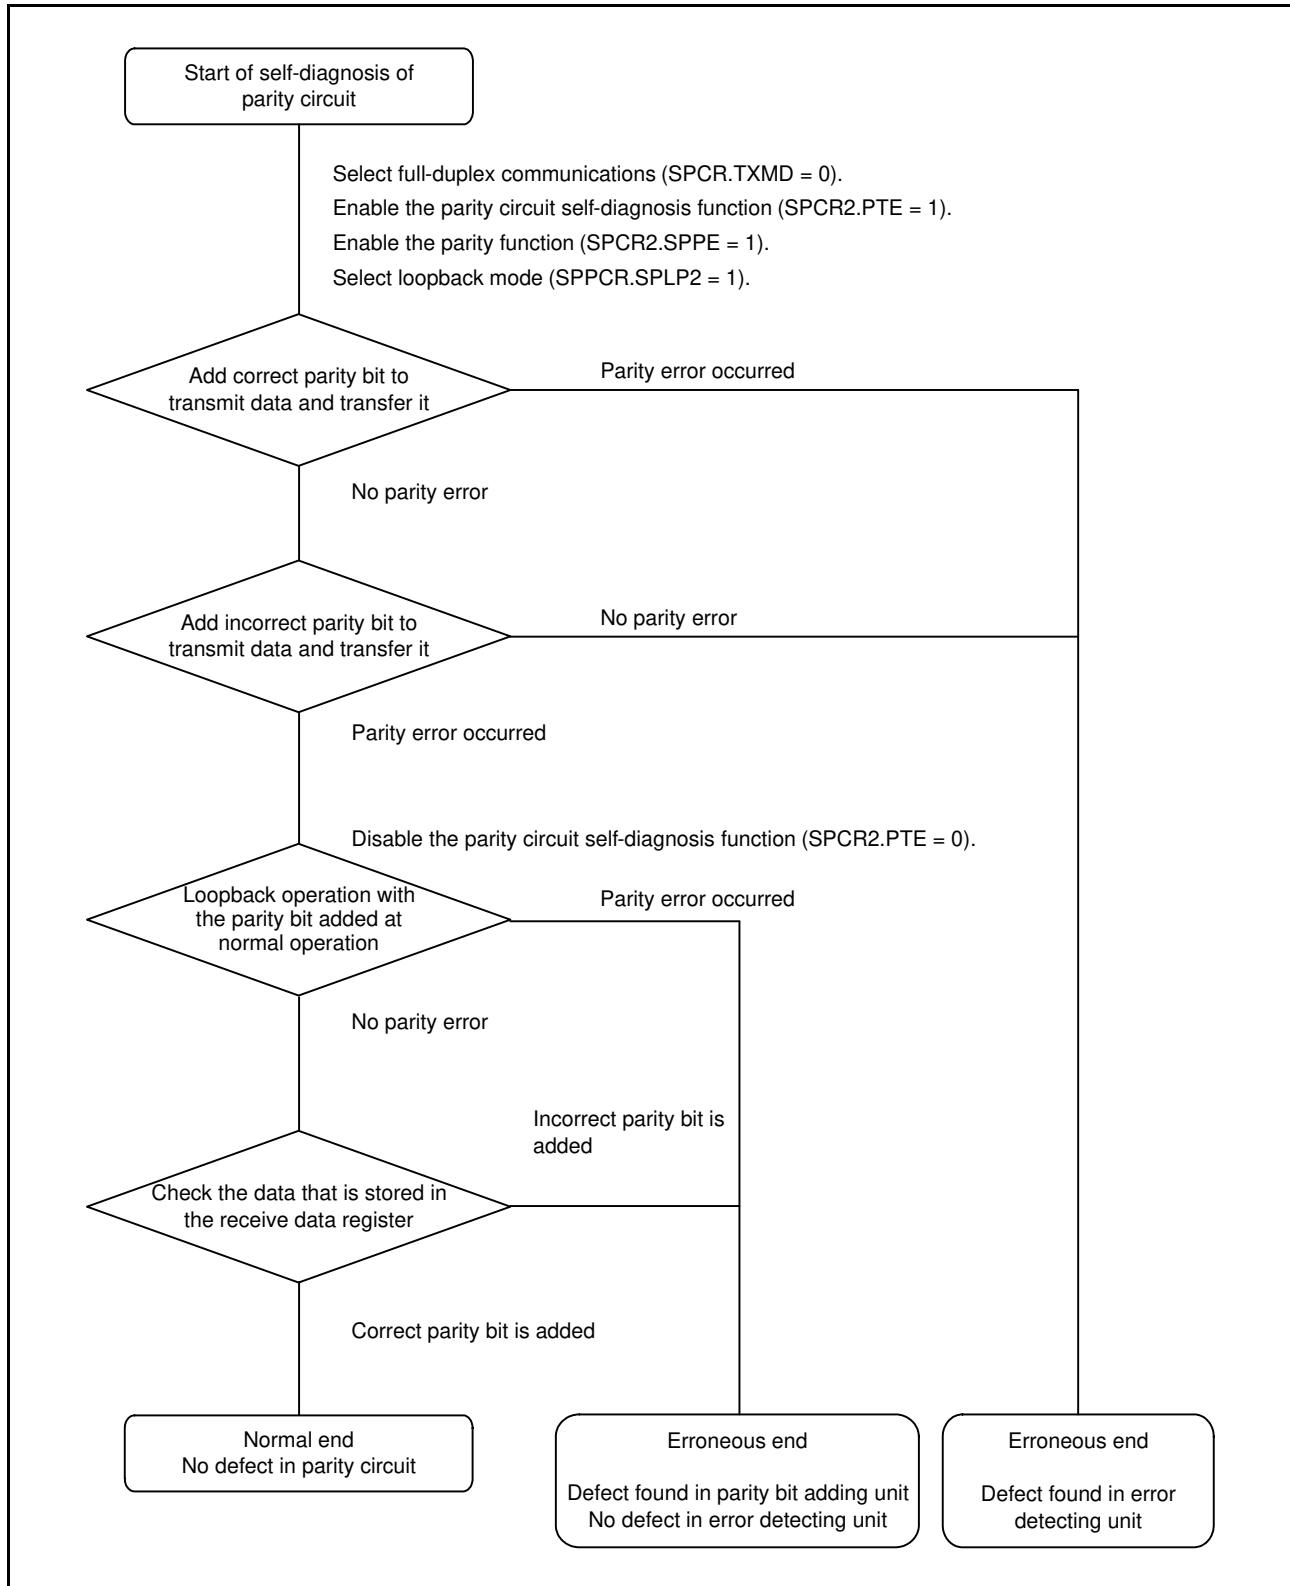 Start of self-diagnosis of
parity circuit
Select full-duplex communications (SPCR.TXMD = 0).
Enable the parity circuit self-diagnosis function (SPCR2.PTE = 1).
Enable the parity function (SPCR2.SPPE = 1).
Select loopback mode (SPPCR.SPLP2 = 1).
Add correct parity bit to
transmit data and transfer it
Parity error occurred
No parity error
Add incorrect parity bit to
transmit data and transfer it
No parity error
Parity error occurred
Disable the parity circuit self-diagnosis function (SPCR2.PTE = 0).
Loopback operation with
the parity bit added at
normal operation
Parity error occurred
No parity error
Incorrect parity bit is
added
Check the data that is stored in
the receive data register
Correct parity bit is added
Normal end
No defect in parity circuit
Erroneous end
Defect found in parity bit adding unit
No defect in error detecting unit
Erroneous end
Defect found in error
detecting unit